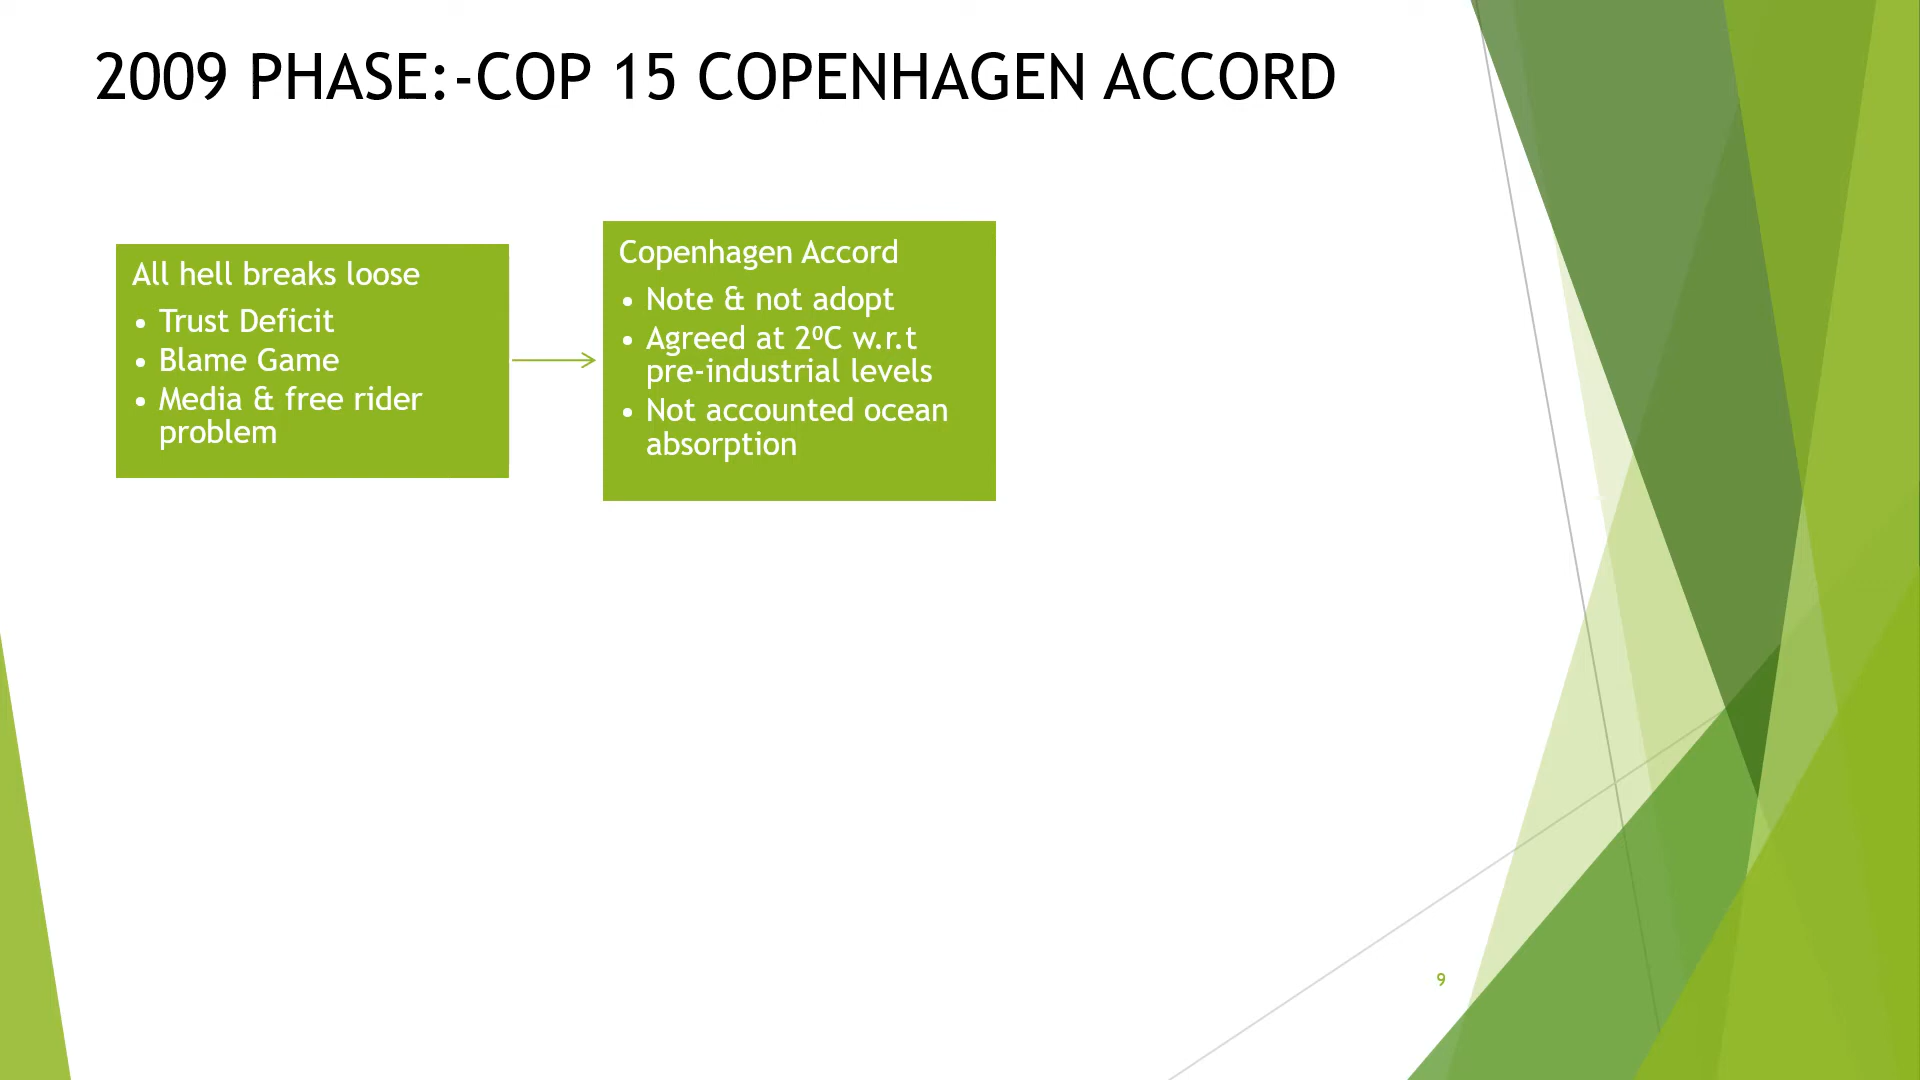 2009 PHASE:-COP 15 COPENHAGEN ACCORD
All hell breaks loose
• Trust Deficit
• Blame Game
• Media & free rider
problem
Copenhagen Accord
• Note & not adopt
• Agreed at 2⁰C w.r.t
pre-industrial levels
• Not accounted ocean
absorption
9